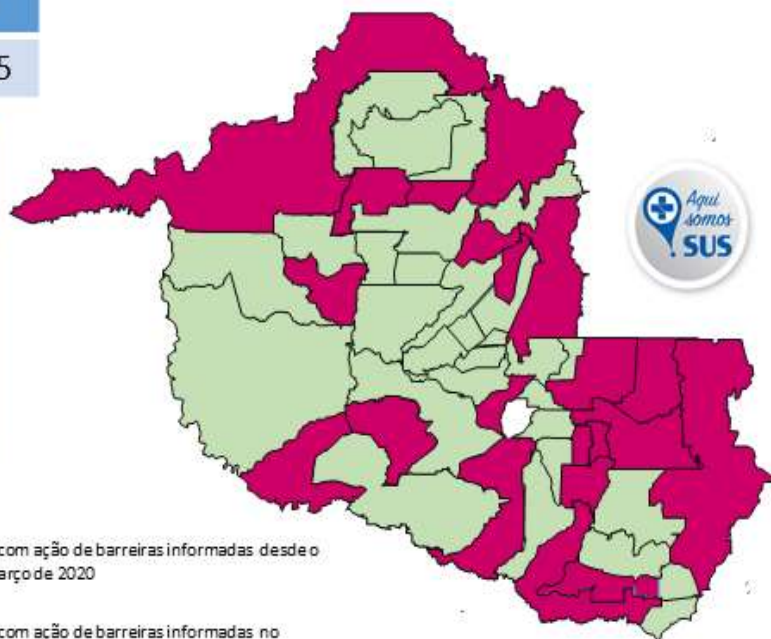 5
Aqui
somos
SUS
com ação de barreiras informadas desde o
arço de 2020
com ação de barreiras informadas no